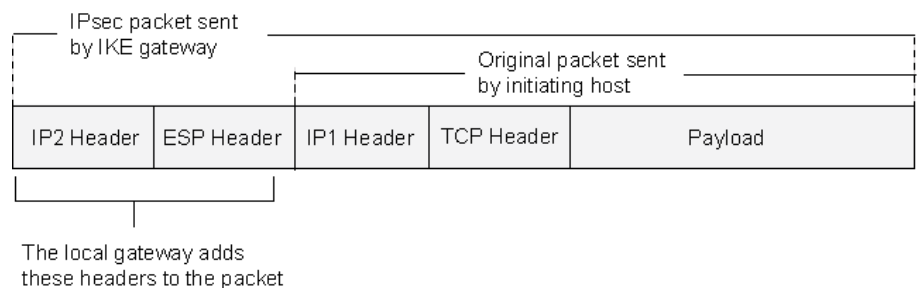 IPsec packet sent
by IKE gateway
Original packet sent
by initiating host
IP2 Header
ESP Header
IP1 Header
TCP Header
Payload
The local gateway adds
these headers to the packet